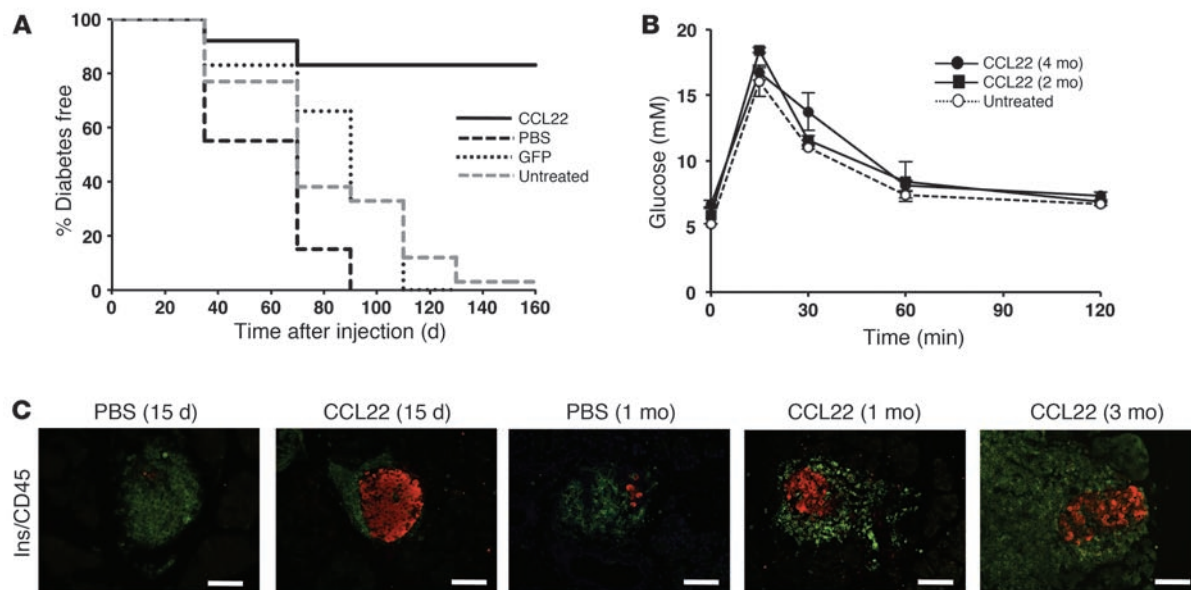 A
100
80
60
40
20
0
% Diabetes free
CCL22
PBS
GFP
Untreated
0 20 40 60 80 100 120 140 160
Time after injection (d)
B
20
15
10
5
0
Glucose (mM)
CCL22 (4 mo)
CCL22 (2 mo)
Untreated
0 30 60 90 120
Time (min)
C
PBS (15 d) CCL22 (15 d) PBS (1 mo) CCL22 (1 mo) CCL22 (3 mo)
Ins/CD45